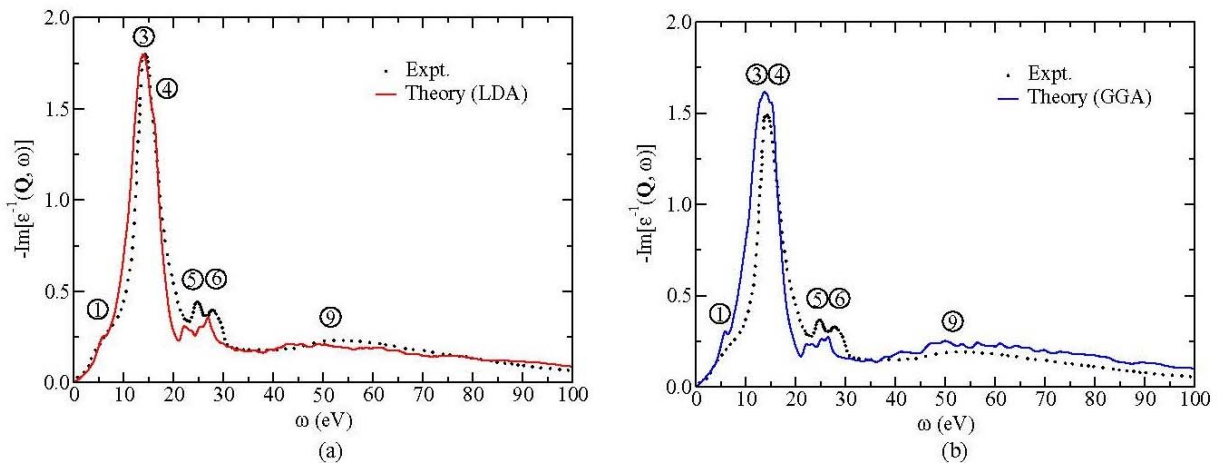 2.0
1.5
1.0
0.5
0.0
-Im[ε⁻¹(Q, ω)]
③
④
①
⑤ ⑥
⑨
Expt.
Theory (LDA)
0 10 20 30 40 50 60 70 80 90 100
ω (eV)
(a)
2.0
1.5
1.0
0.5
0.0
-Im[ε⁻¹(Q, ω)]
③④
①
⑤⑥
⑨
Expt.
Theory (GGA)
0 10 20 30 40 50 60 70 80 90 100
ω (eV)
(b)